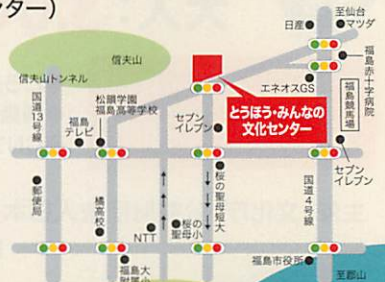 ンター)
至仙台
日産
マツダ
信夫山
信夫山トンネル
国道13号線
松韻学園
福島高等学校
福島テレビ
セブン
イレブン
エネオスGS
福島競馬場
福島赤十字病院
とうほう・みんなの
文化センター
郵便局
橘高校
NTT
桜の聖母小
桜の聖母短大
国道4号線
セブン
イレブン
福島大
附属小
福島市役所
至郡山